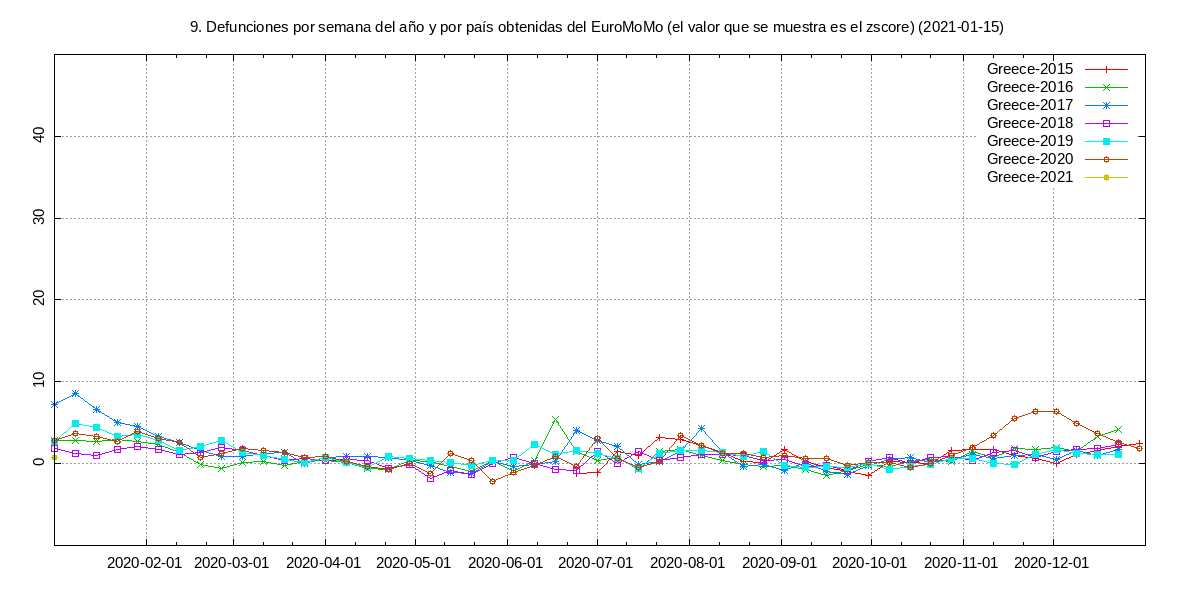 9. Defunciones por semana del año y por país obtenidas del EuroMoMo (el valor que se muestra es el zscore) (2021-01-15)
Greece-2015
Greece-2016
Greece-2017
Greece-2018
Greece-2019
Greece-2020
Greece-2021
40
30
20
10
0
2020-02-01 2020-03-01 2020-04-01 2020-05-01 2020-06-01 2020-07-01 2020-08-01 2020-09-01 2020-10-01 2020-11-01 2020-12-01